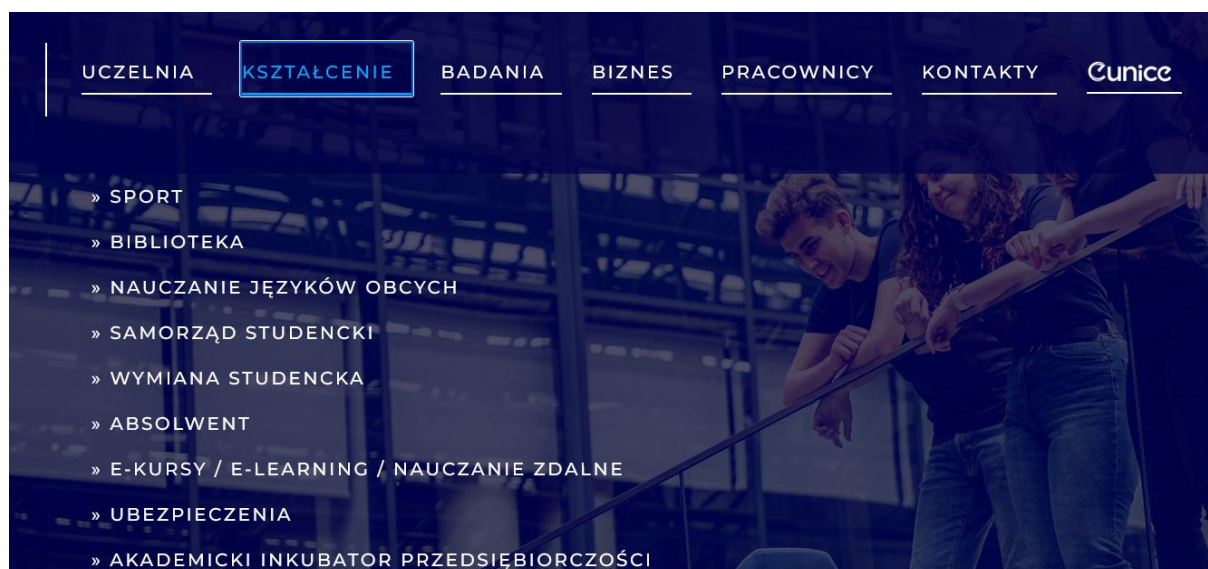 UCZELNIA KSZTAŁCENIE BADANIA BIZNES PRACOWNICY KONTAKTY eunice
» SPORT
» BIBLIOTEKA
» NAUCZANIE JĘZYKÓW OBCYCH
» SAMORZĄD STUDENCKI
» WYMIANA STUDENCKA
» ABSOLWENT
» E-KURSY / E-LEARNING / NAUCZANIE ZDALNE
» UBEZPIECZENIA
» AKADEMICKI INKUBATOR PRZEDSIĘBIORCZOŚCI